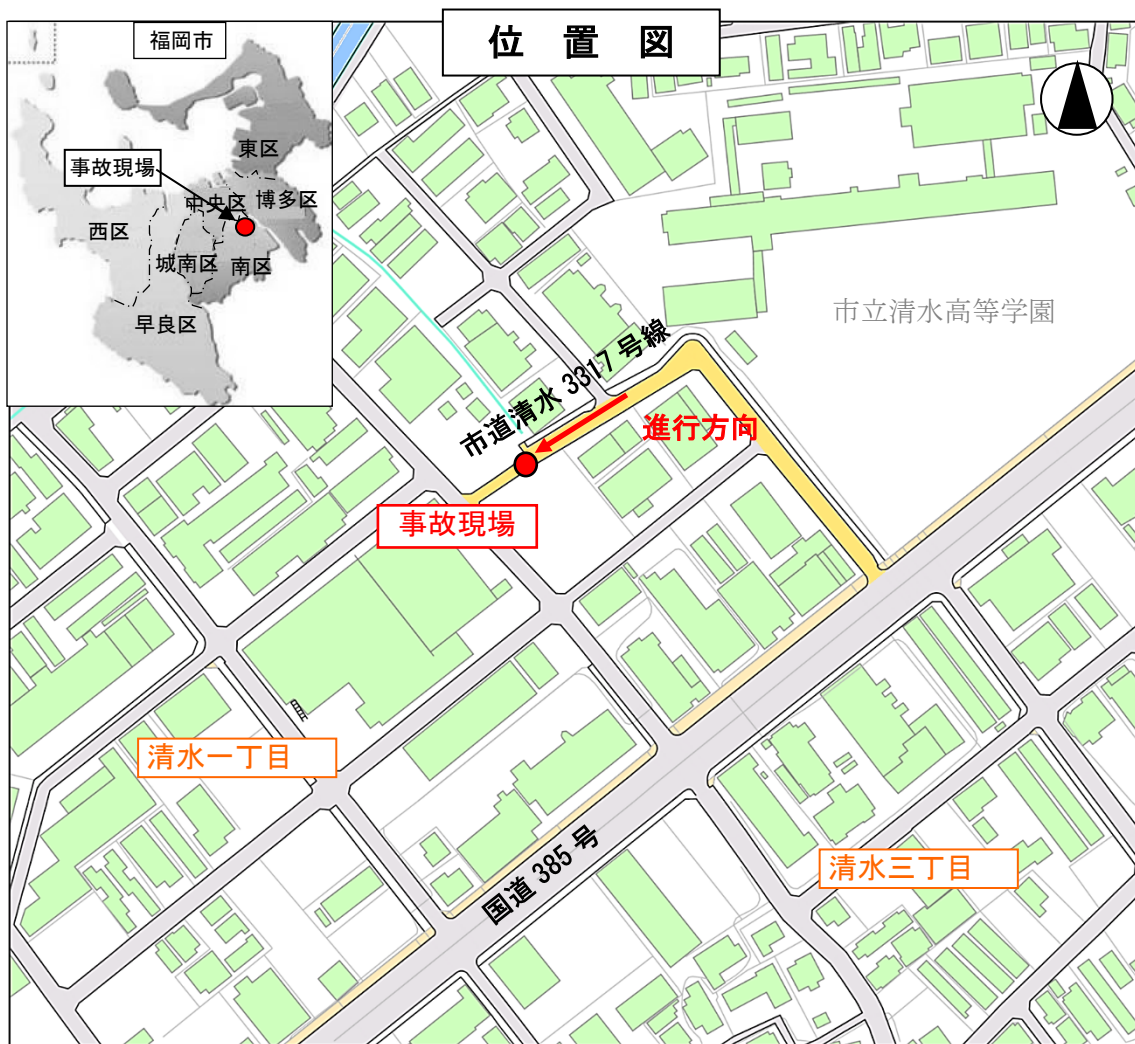 位 置 図
福岡市
事故現場
東区
中央区
博多区
西区
城南区
南区
早良区
市立清水高等学園
市道清水 3317 号線
進行方向
事故現場
清水一丁目
国道 385 号
清水三丁目